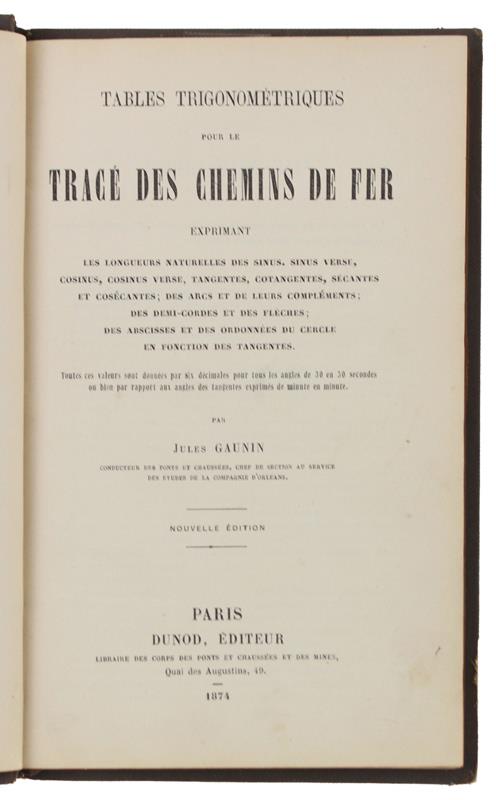 TABLES TRIGONOMÉTRIQUES
POUR LE
TRACÉ DES CHEMINS DE FER
EXPRIMANT
LES LONGUEURS NATURELLES DES SINUS, SINUS VERSE,
COSINUS, COSINUS VERSE, TANGENTES, COTANGENTES, SÉCANTES
ET COSÉCANTES; DES ARCS ET DE LEURS COMPLÉMENTS;
DES DEMI-CORDES ET DES FLÈCHES;
DES ABSCISSES ET DES ORDONNÉES DU CERCLE
EN FONCTION DES TANGENTES.
Toutes ces valeurs sont données par six décimales pour tous les angles de 30 en 30 secondes
ou bien par rapport aux angles des tangentes exprimés de minute en minute.
PAR
JULES GAUNIN
CONDUCTEUR DES PONTS ET CHAUSSÉES, CHEF DE SECTION AU SERVICE
DES ÉTUDES DE LA COMPAGNIE D'ORLÉANS.
NOUVELLE ÉDITION
PARIS
DUNOD, ÉDITEUR
LIBRAIRE DES CORPS DES PONTS ET CHAUSSÉES ET DES MINES,
Quai des Augustins, 49.
1874